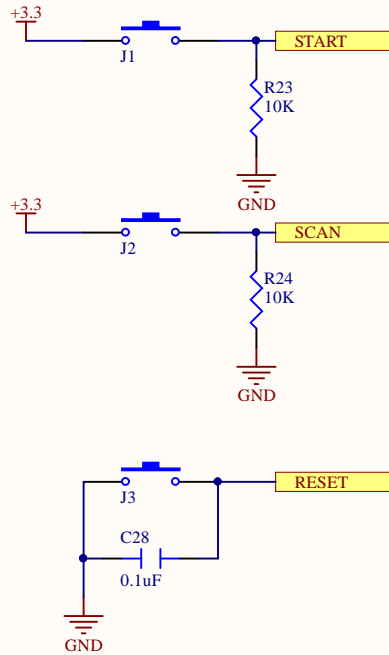 +3.3
START
J1
R23
10K
GND
+3.3
SCAN
J2
R24
10K
GND
RESET
J3
C28
0.1uF
GND